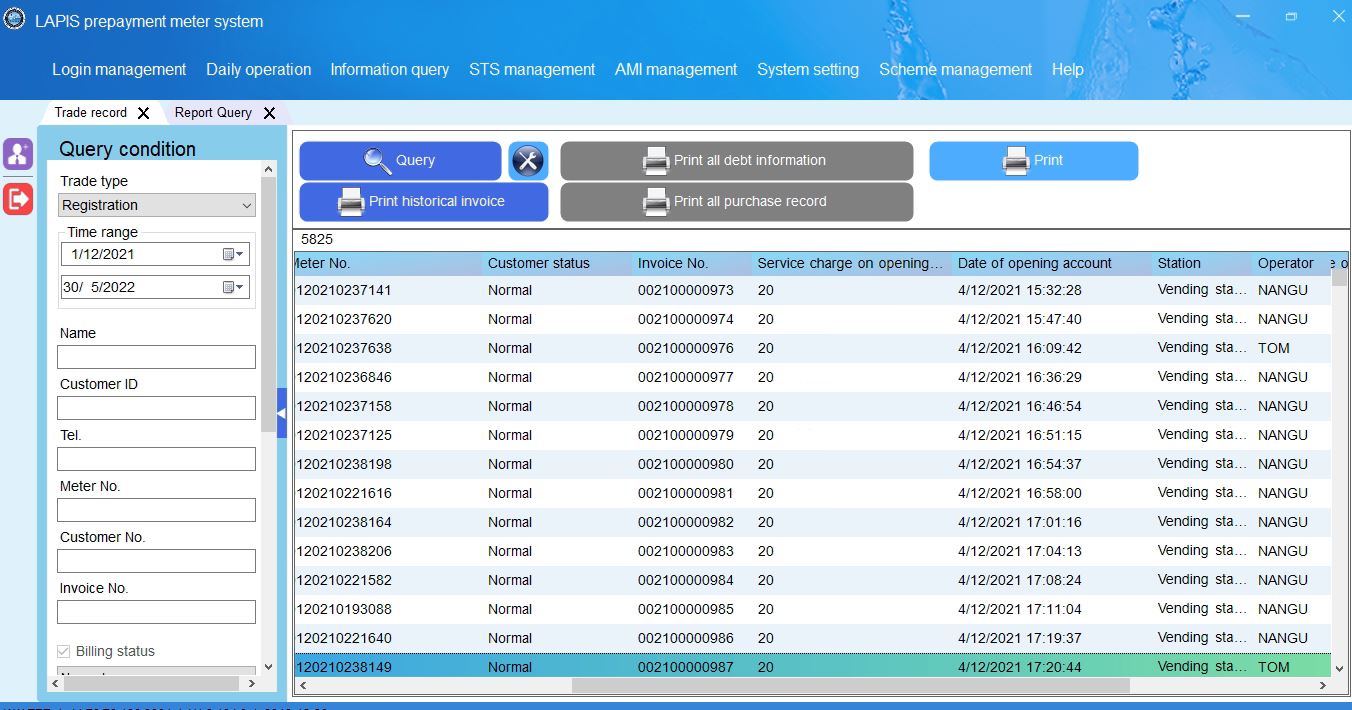 LAPIS prepayment meter system
Login management Daily operation Information query STS management AMI management System setting Scheme management Help
Trade record Report Query
Query condition
Trade type
Registration
Time range
1/12/2021
30/ 5/2022
Name
Customer ID
Tel.
Meter No.
Customer No.
Invoice No.
Billing status
Query Print all debt information Print
Print historical invoice Print all purchase record
5825
Meter No. Customer status Invoice No. Service charge on opening... Date of opening account Station Operator
120210237141 Normal 002100000973 20 4/12/2021 15:32:28 Vending sta... NANGU
120210237620 Normal 002100000974 20 4/12/2021 15:47:40 Vending sta... NANGU
120210237638 Normal 002100000976 20 4/12/2021 16:09:42 Vending sta... TOM
120210236846 Normal 002100000977 20 4/12/2021 16:36:29 Vending sta... NANGU
120210237158 Normal 002100000978 20 4/12/2021 16:46:54 Vending sta... NANGU
120210237125 Normal 002100000979 20 4/12/2021 16:51:15 Vending sta... NANGU
120210238198 Normal 002100000980 20 4/12/2021 16:54:37 Vending sta... NANGU
120210221616 Normal 002100000981 20 4/12/2021 16:58:00 Vending sta... NANGU
120210238164 Normal 002100000982 20 4/12/2021 17:01:16 Vending sta... NANGU
120210238206 Normal 002100000983 20 4/12/2021 17:04:13 Vending sta... NANGU
120210221582 Normal 002100000984 20 4/12/2021 17:08:24 Vending sta... NANGU
120210193088 Normal 002100000985 20 4/12/2021 17:11:04 Vending sta... NANGU
120210221640 Normal 002100000986 20 4/12/2021 17:19:37 Vending sta... NANGU
120210238149 Normal 002100000987 20 4/12/2021 17:20:44 Vending sta... TOM